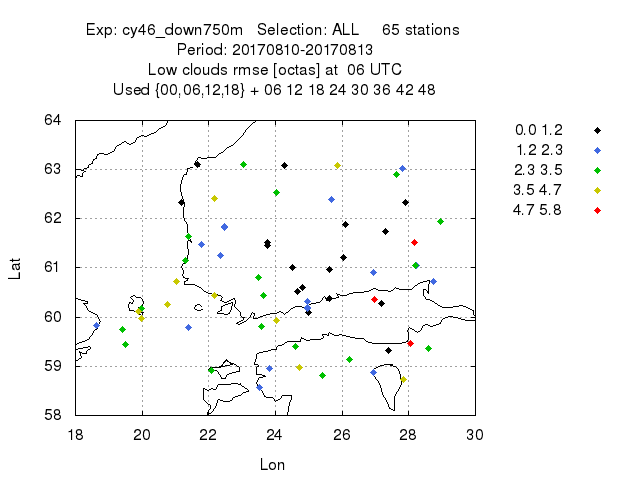 Exp: cy46_down750m Selection: ALL 65 stations
Period: 20170810-20170813
Low clouds rmse [octas] at 06 UTC
Used {00,06,12,18} + 06 12 18 24 30 36 42 48
64
63
62
61
60
59
58
Lat
18 20 22 24 26 28 30
Lon
0.0 1.2
1.2 2.3
2.3 3.5
3.5 4.7
4.7 5.8